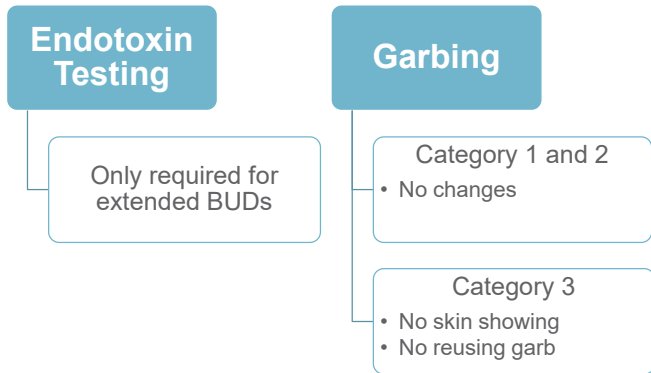 Endotoxin
Testing
Only required for
extended BUDs
Garbing
Category 1 and 2
• No changes
Category 3
• No skin showing
• No reusing garb